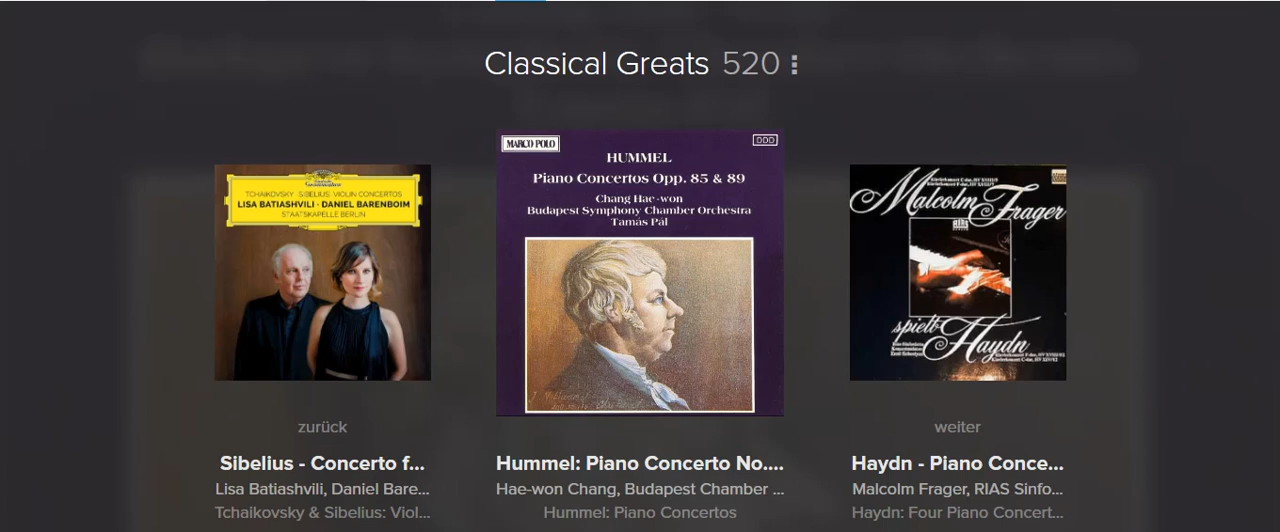 Classical Greats 520
TCHAIKOVSKY · SIBELIUS: VIOLIN CONCERTOS
LISA BATIASHVILI · DANIEL BARENBOIM
STAATSKAPELLE BERLIN
MARCO POLO
DDD
HUMMEL
Piano Concertos Opp. 85 & 89
Chang Hae-won
Budapest Symphony Chamber Orchestra
Tamás Pál
Malcolm
Frager
RIAS
spielt
Haydn
zurück
weiter
Sibelius - Concerto f...
Lisa Batiashvili, Daniel Bare...
Tchaikovsky & Sibelius: Viol...
Hummel: Piano Concerto No....
Hae-won Chang, Budapest Chamber ...
Hummel: Piano Concertos
Haydn - Piano Conce...
Malcolm Frager, RIAS Sinfo...
Haydn: Four Piano Concert...